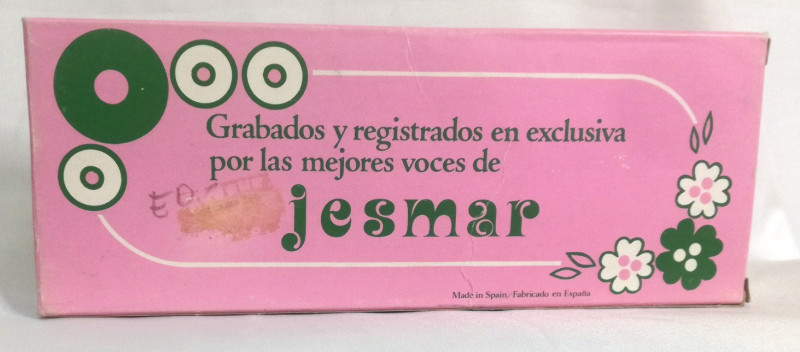 Grabados y registrados en exclusiva
por las mejores voces de
jesmar
Made in Spain/Fabricado en España